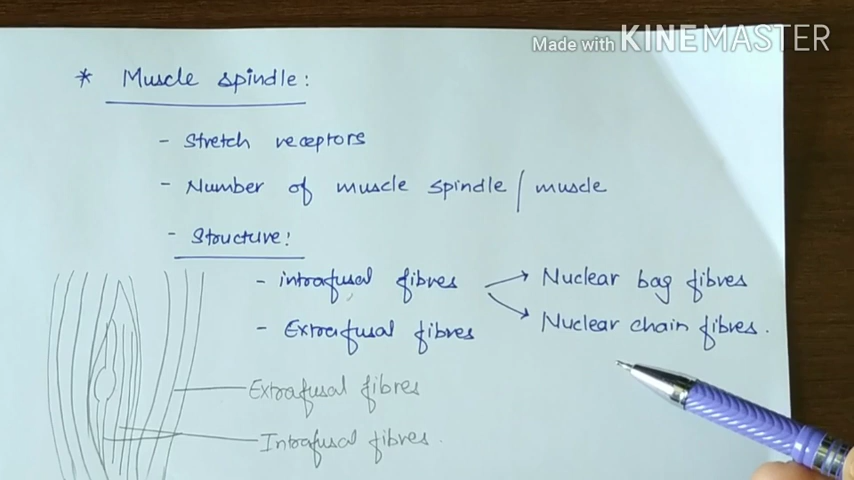 Made with KINEMASTER
* Muscle spindle:
- Stretch receptors
- Number of muscle spindle / muscle
- Structure:
- intrafusal fibres Nuclear bag fibres
- Extrafusal fibres Nuclear chain fibres.
Extrafusal fibres
Intrafusal fibres.